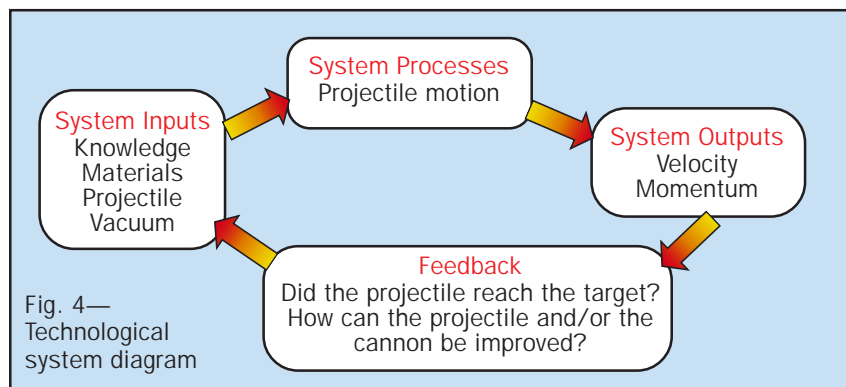 System Processes
Projectile motion
System Inputs
Knowledge
Materials
Projectile
Vacuum
System Outputs
Velocity
Momentum
Feedback
Did the projectile reach the target?
How can the projectile and/or the
cannon be improved?
Fig. 4—
Technological
system diagram